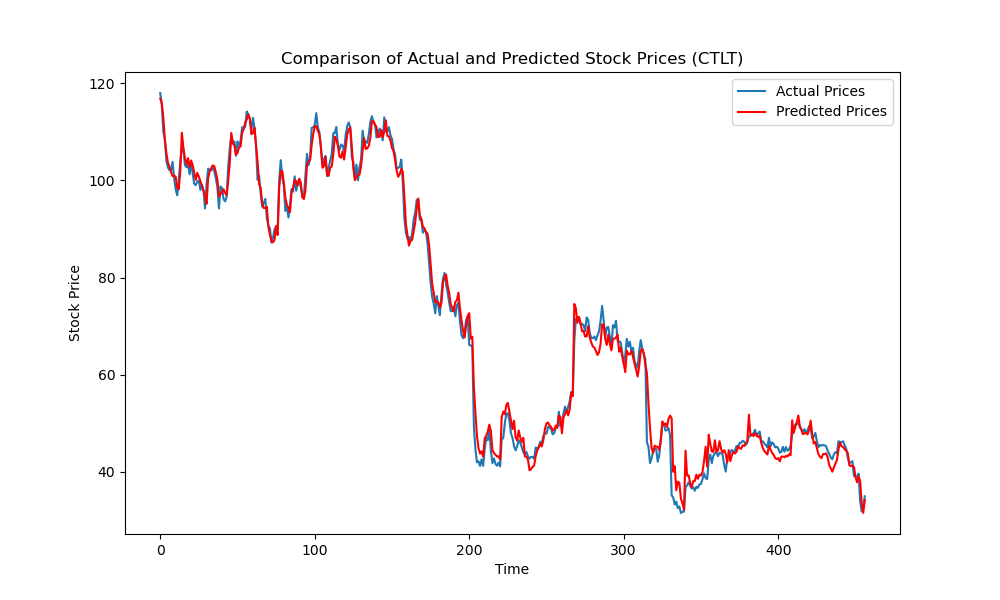 Comparison of Actual and Predicted Stock Prices (CTLT)
Actual Prices
Predicted Prices
Stock Price
120
100
80
60
40
0
100
200
300
400
Time